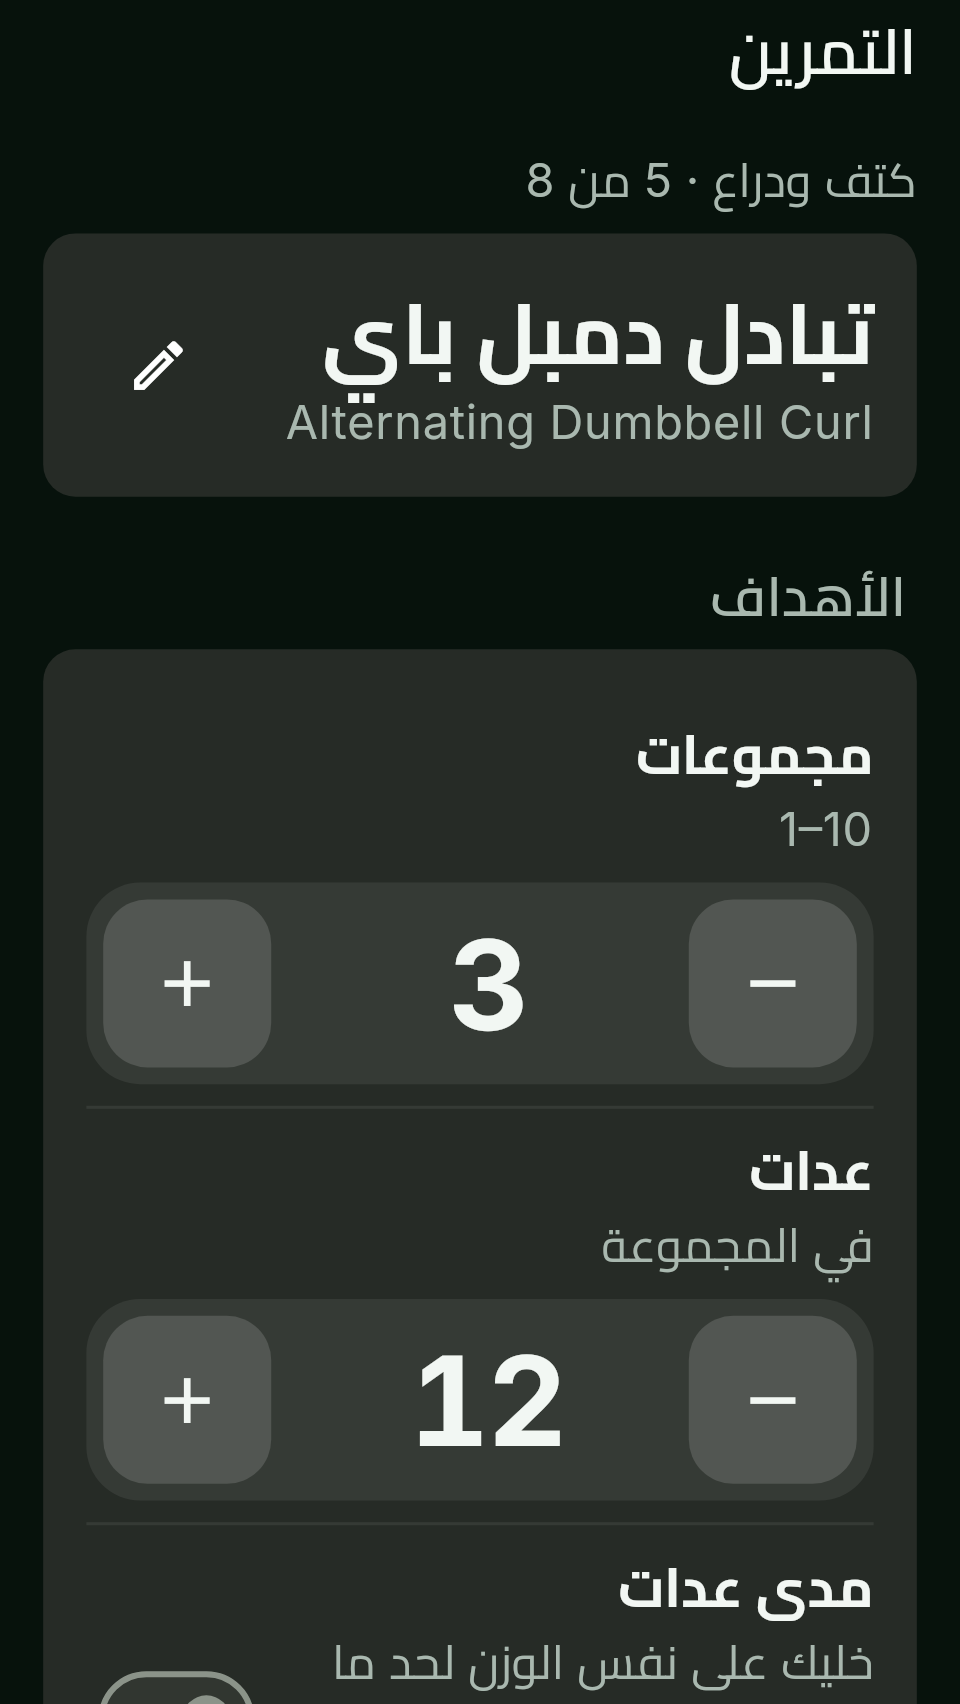 التمرين
كتف ودراع · 5 من 8
تبادل دمبل باي
Alternating Dumbbell Curl
الأهداف
مجموعات
1–10
− 3 +
عدات
في المجموعة
− 12 +
مدى عدات
خليك على نفس الوزن لحد ما